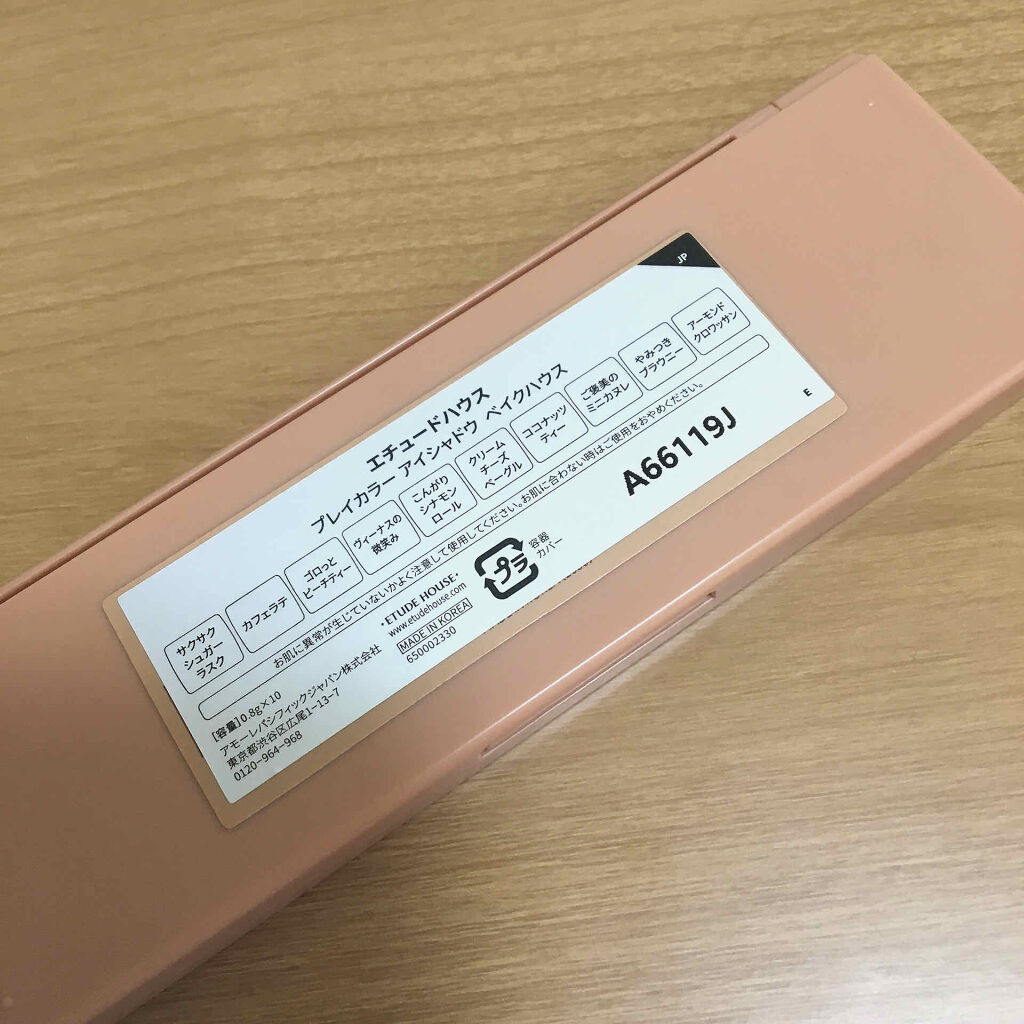 JP
エチュードハウス
プレイカラー アイシャドウ ベイクハウス
サクサク
シュガー
ラスク
カフェラテ
ゴロっと
ピーチティー
ヴィーナスの
微笑み
こんがり
シナモン
ロール
クリーム
チーズ
ベーグル
ココナッツ
ティー
ご褒美の
ミニカヌレ
やみつき
ブラウニー
アーモンド
クロワッサン
お肌に異常が生じていないかよく注意して使用してください。お肌に合わない時はご使用をおやめください。
[容量]0.8g×10
アモーレパシフィックジャパン株式会社
東京都渋谷区広尾1-13-7
0120-964-968
·ETUDE HOUSE·
www.etudehouse.com
MADE IN KOREA
650002330
プラ
容器
カバー
A66119J
E